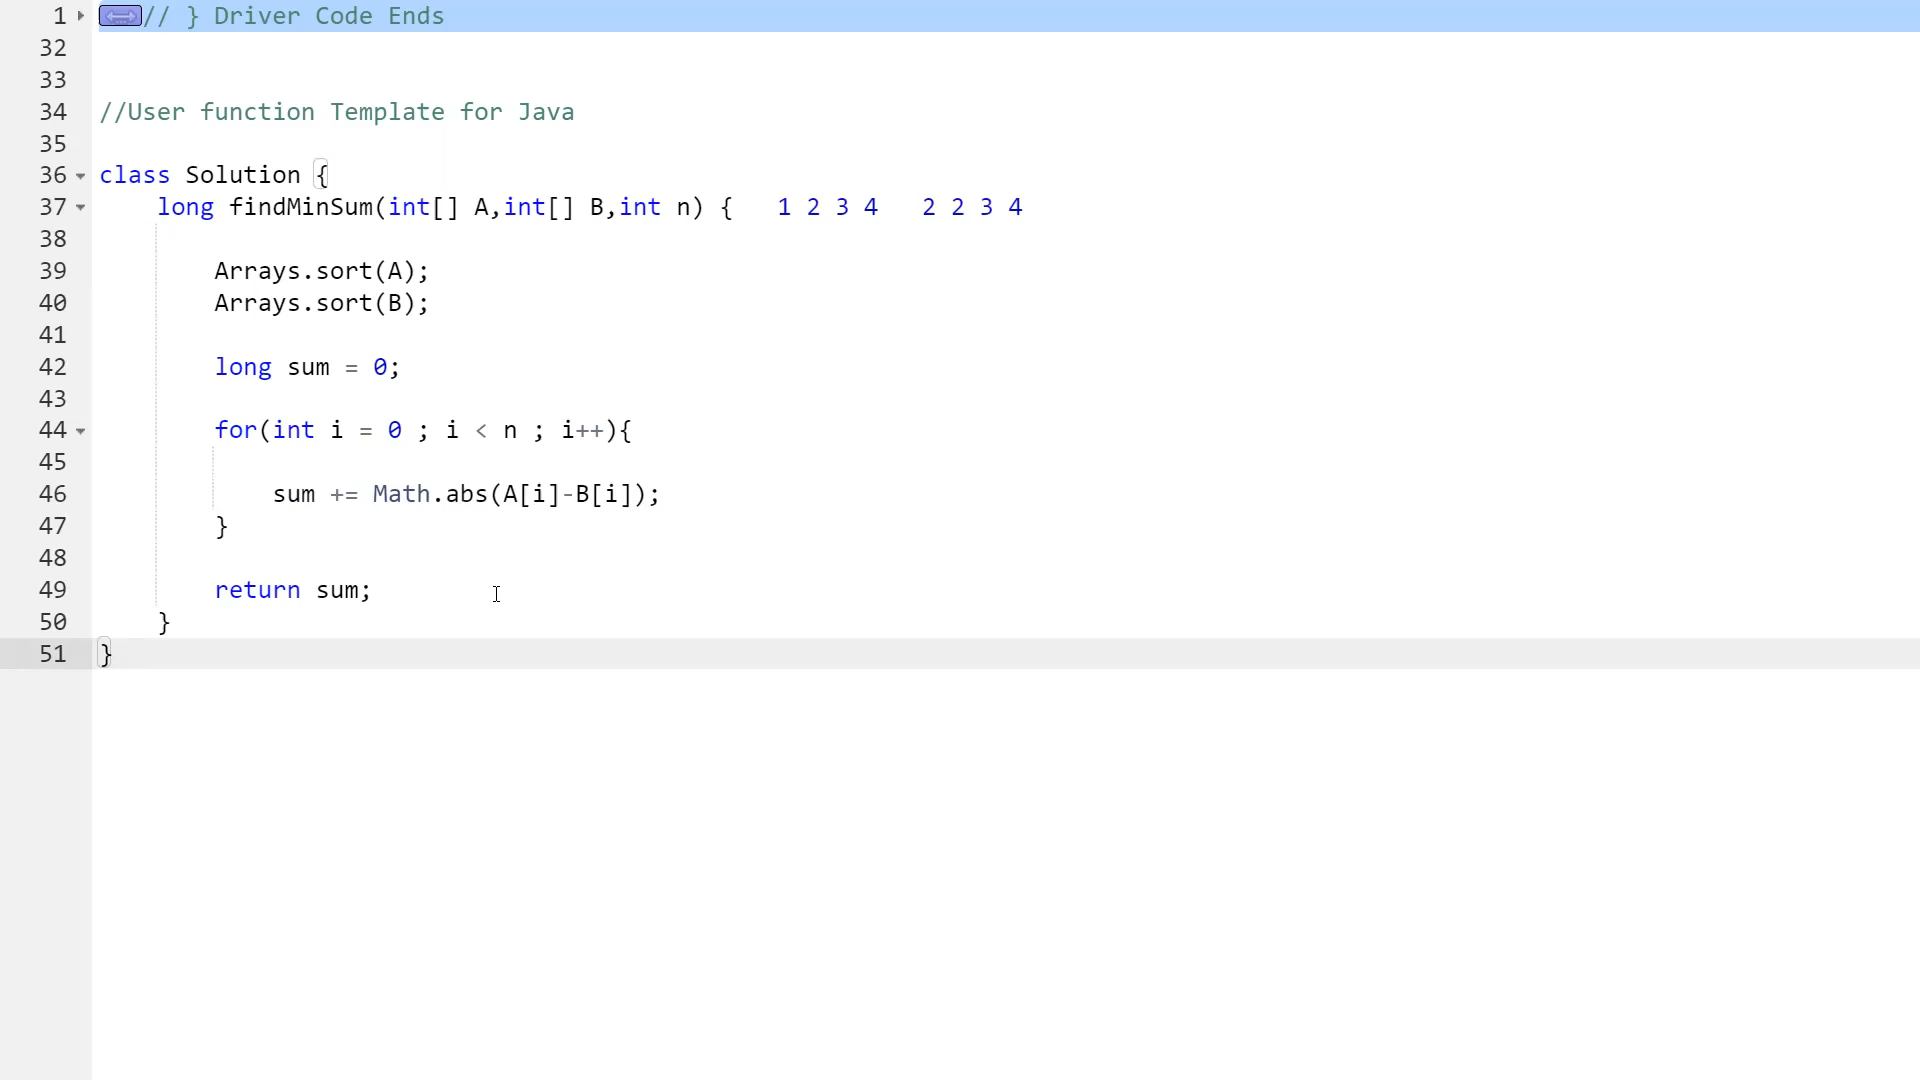 1 // } Driver Code Ends
32
33
34 //User function Template for Java
35
36 class Solution {
37 long findMinSum(int[] A,int[] B,int n) { 1 2 3 4 2 2 3 4
38
39 Arrays.sort(A);
40 Arrays.sort(B);
41
42 long sum = 0;
43
44 for(int i = 0 ; i < n ; i++){
45
46 sum += Math.abs(A[i]-B[i]);
47 }
48
49 return sum;
50 }
51 }